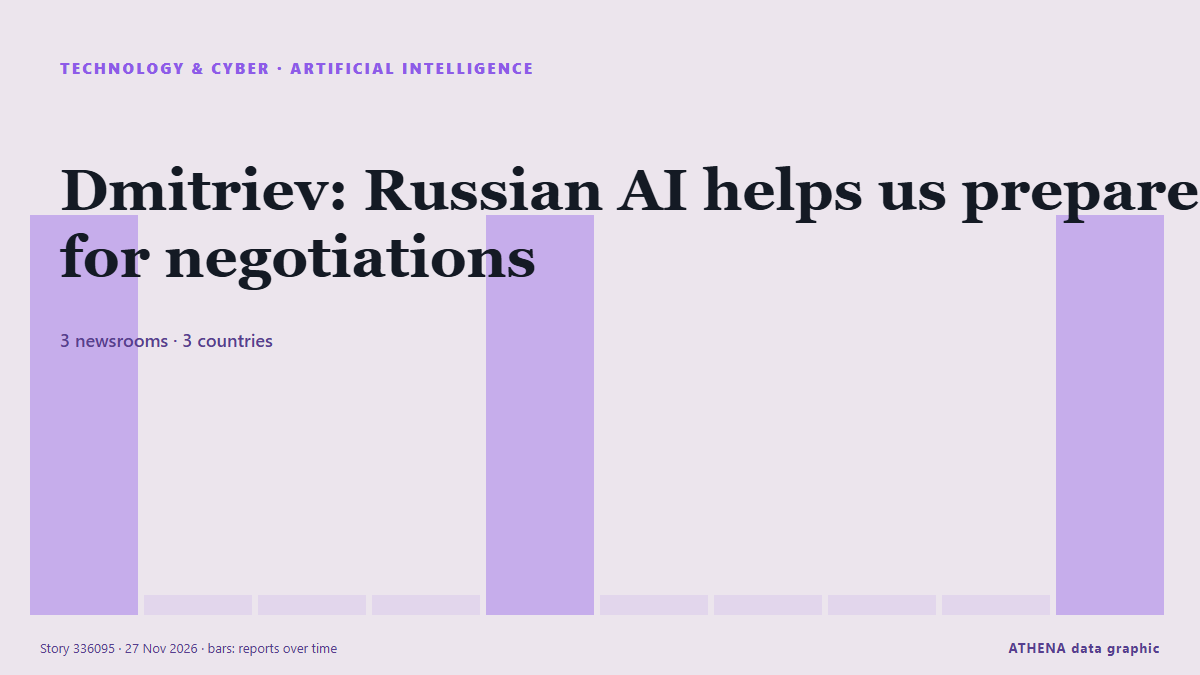 TECHNOLOGY & CYBER · ARTIFICIAL INTELLIGENCE
Dmitriev: Russian AI helps us prepare
for negotiations
3 newsrooms · 3 countries
Story 336095 · 27 Nov 2026 · bars: reports over time
ATHENA data graphic